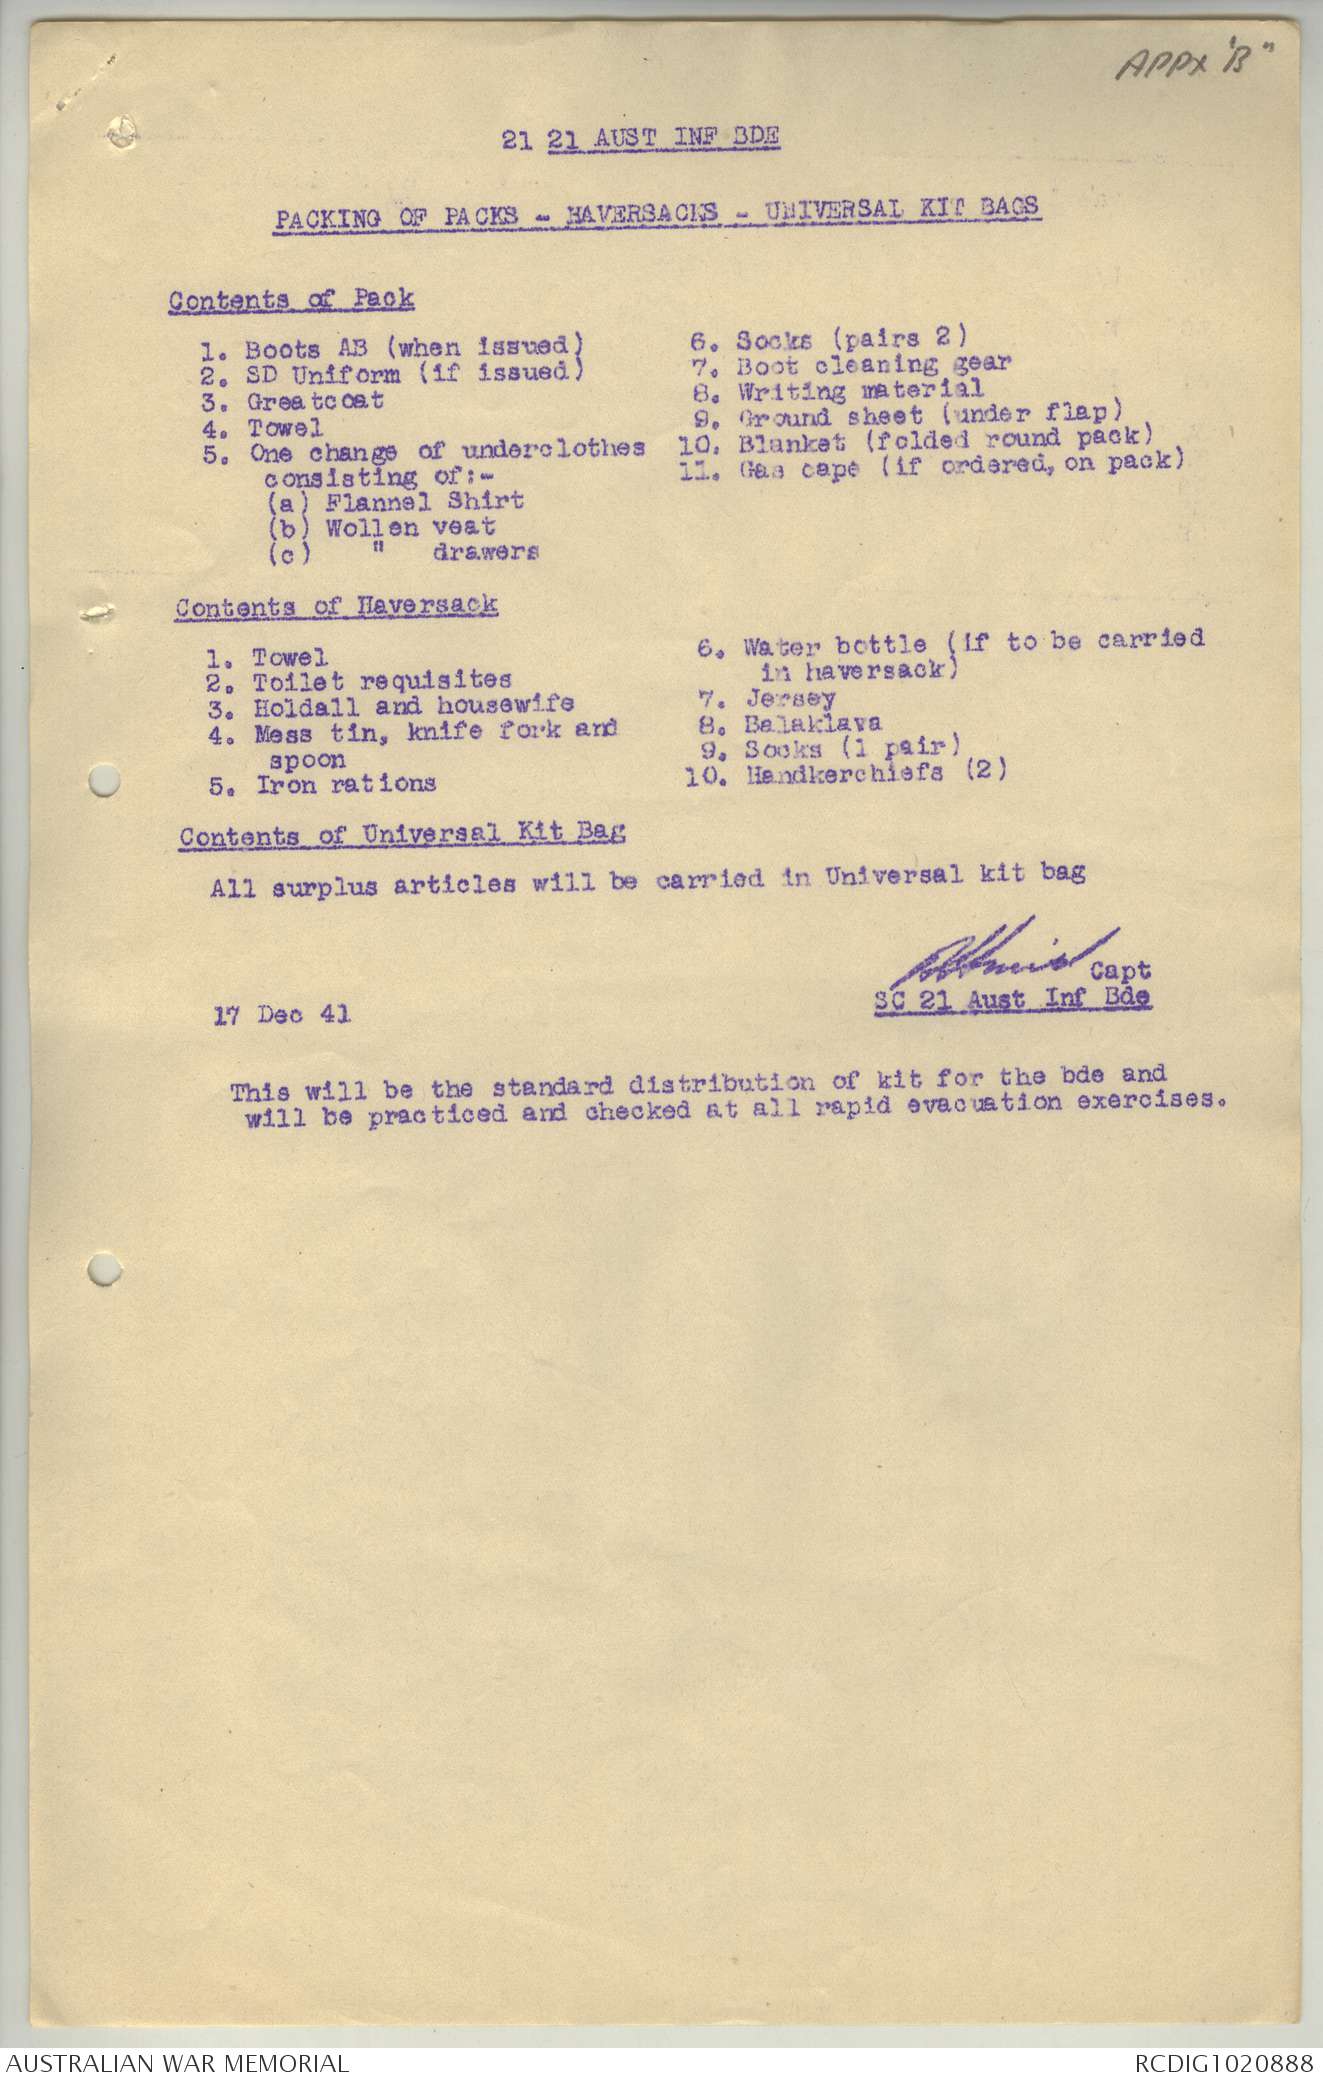 APPX "B"
21 21 AUST INF BDE
PACKING OF PACKS - HAVERSACKS - UNIVERSAL KIT BAGS
Contents of Pack
1. Boots AB (when issued)
2. SD Uniform (if issued)
3. Greatcoat
4. Towel
5. One change of underclothes
consisting of:-
(a) Flannel Shirt
(b) Wollen vest
(c) " drawers
6. Socks (pairs 2)
7. Boot cleaning gear
8. Writing material
9. Ground sheet (under flap)
10. Blanket (folded round pack)
11. Gas cape (if ordered, on pack)
Contents of Haversack
1. Towel
2. Toilet requisites
3. Holdall and housewife
4. Mess tin, knife fork and
spoon
5. Iron rations
6. Water bottle (if to be carried
in haversack)
7. Jersey
8. Balaklava
9. Socks (1 pair)
10. Handkerchiefs (2)
Contents of Universal Kit Bag
All surplus articles will be carried in Universal kit bag
Capt
SC 21 Aust Inf Bde
17 Dec 41
This will be the standard distribution of kit for the bde and
will be practiced and checked at all rapid evacuation exercises.
AUSTRALIAN WAR MEMORIAL
RCDIG1020888